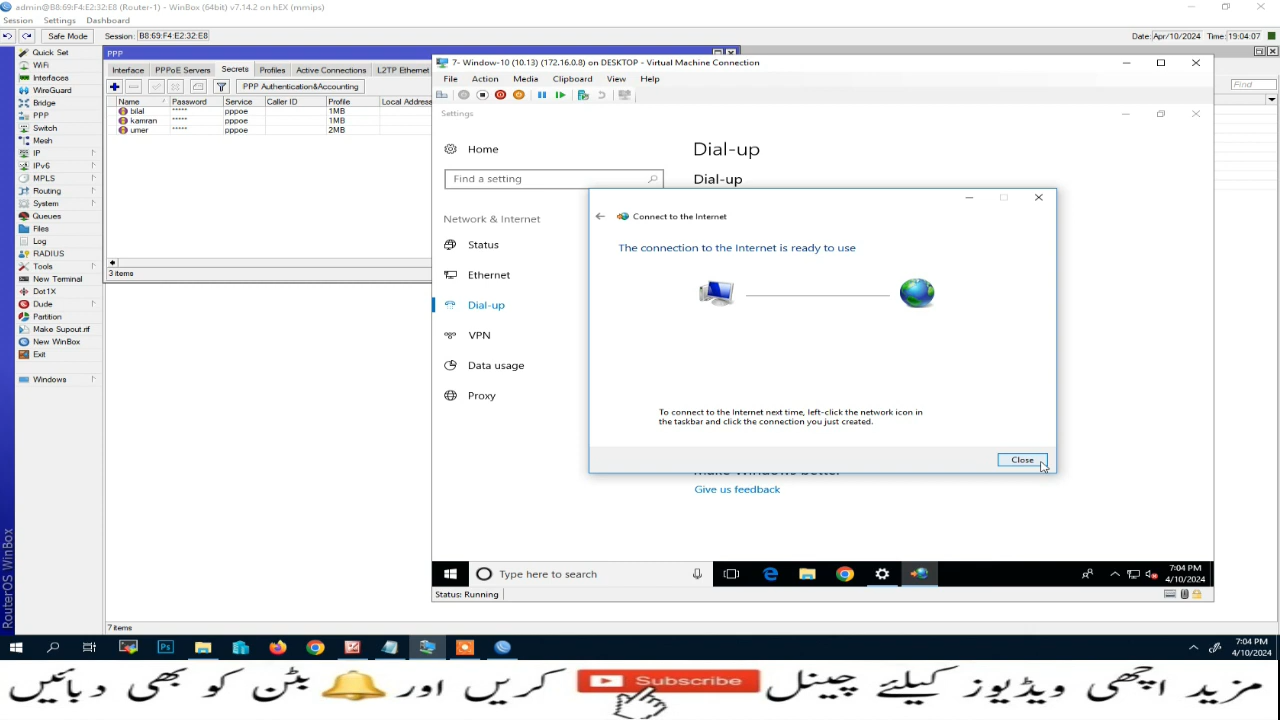 admin@B8:69:F4:E2:32:E8 (Router-1) - WinBox (64bit) v7.14.2 on hEX (mmips)
Session Settings Dashboard
Safe Mode Session: B8:69:F4:E2:32:E8 Date: Apr/10/2024 Time: 19:04:07
Quick Set
WiFi
Interfaces
WireGuard
Bridge
PPP
Switch
Mesh
IP
IPv6
MPLS
Routing
System
Queues
Files
Log
RADIUS
Tools
New Terminal
Dot1X
Dude
Partition
Make Supout.rif
New WinBox
Exit
Windows
RouterOS WinBox
PPP
Interface PPPoE Servers Secrets Profiles Active Connections L2TP Ethernet
PPP Authentication&Accounting
Find
Name Password Service Caller ID Profile Local Address
bilal ***** pppoe 1MB
kamran ***** pppoe 1MB
umer ***** pppoe 2MB
3 items
7 items
7- Window-10 (10.13) (172.16.0.8) on DESKTOP - Virtual Machine Connection
File Action Media Clipboard View Help
Settings
Home
Find a setting
Network & Internet
Status
Ethernet
Dial-up
VPN
Data usage
Proxy
Dial-up
Dial-up
Connect to the Internet
The connection to the Internet is ready to use
To connect to the Internet next time, left-click the network icon in
the taskbar and click the connection you just created.
Close
Make Windows better
Give us feedback
Type here to search
7:04 PM
4/10/2024
Status: Running
7:04 PM
4/10/2024
مزید اچھی ویڈیوز کیلئے چینل Subscribe کریں اور بٹن کو بھی دبائیں